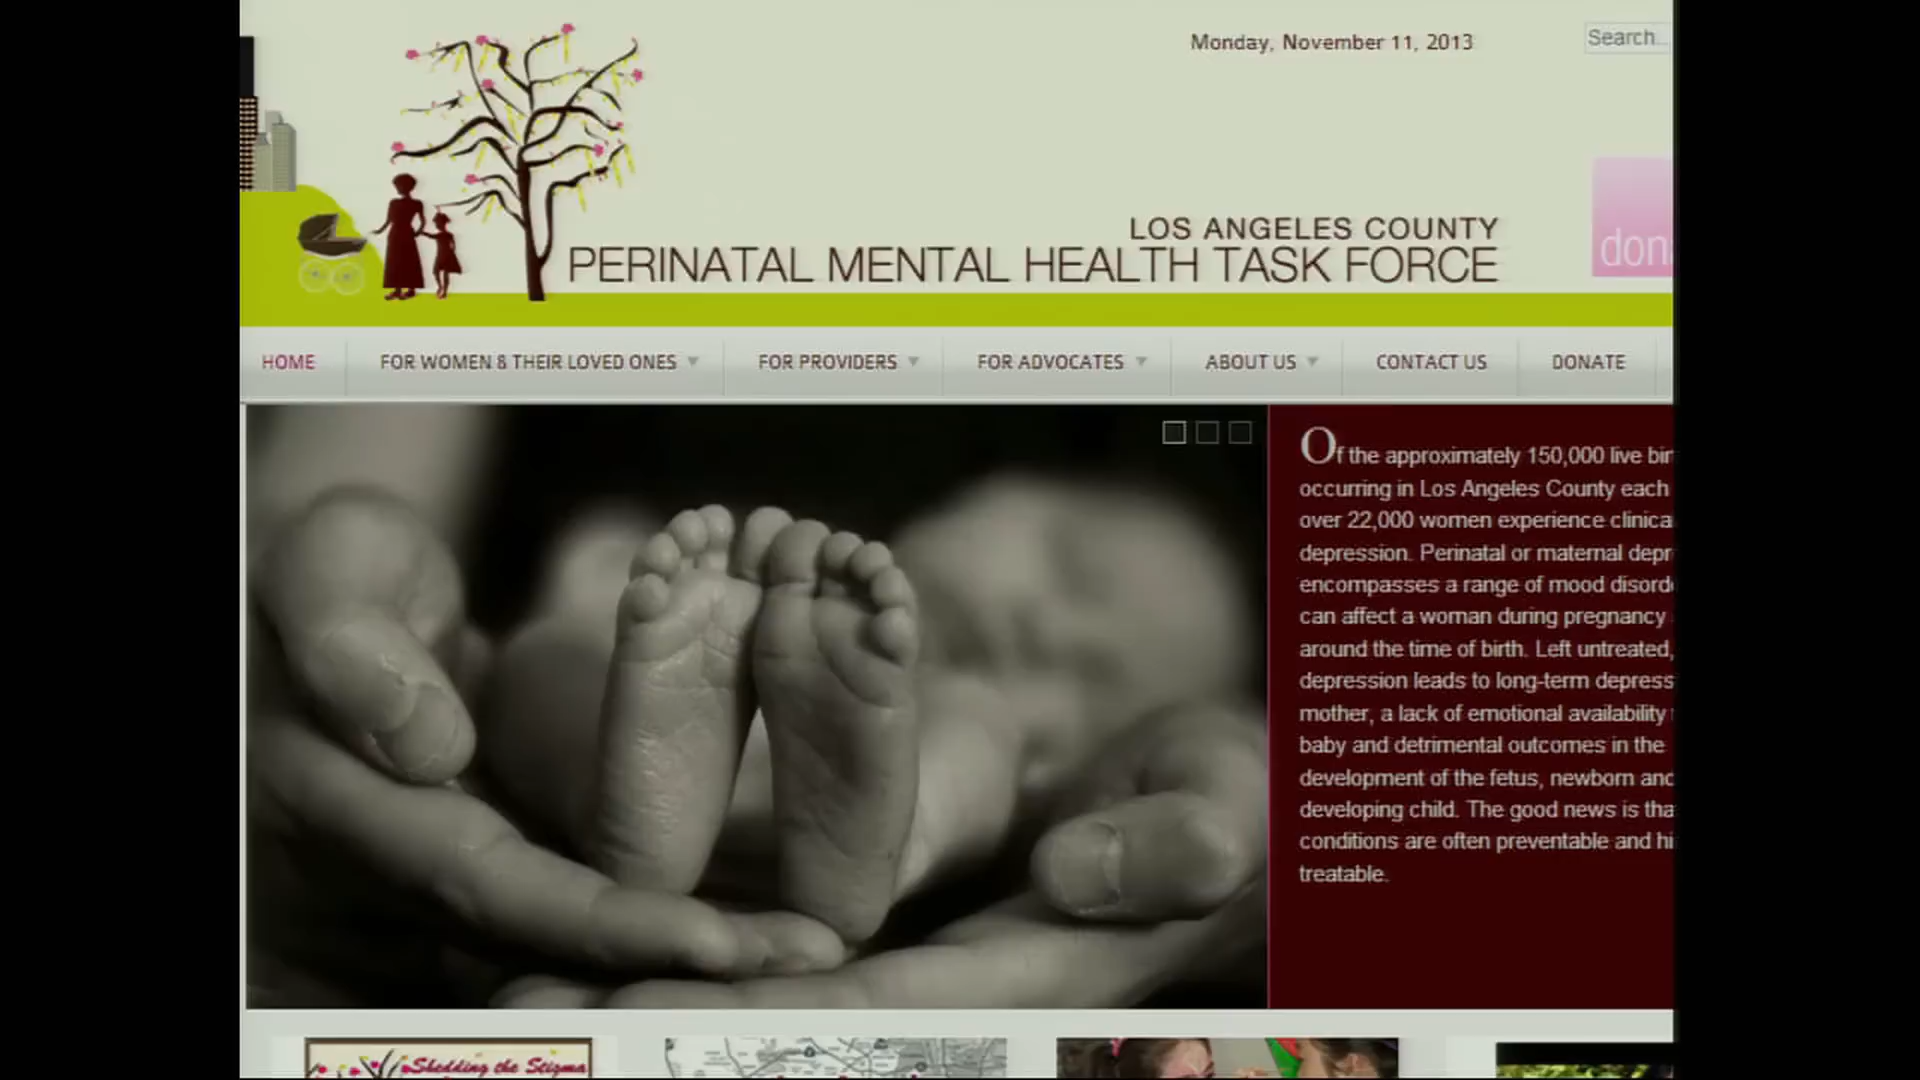 Monday, November 11, 2013
Search...
LOS ANGELES COUNTY
PERINATAL MENTAL HEALTH TASK FORCE
HOME
FOR WOMEN & THEIR LOVED ONES
FOR PROVIDERS
FOR ADVOCATES
ABOUT US
CONTACT US
DONATE
Of the approximately 150,000 live
occurring in Los Angeles County each
over 22,000 women experience
depression. Perinatal or maternal
encompasses a range of mood
can affect a woman during pregnancy
around the time of birth. Left untreated,
depression leads to long-term
mother, a lack of emotional availability
baby and detrimental outcomes in the
development of the fetus, newborn and
developing child. The good news is
conditions are often preventable and
treatable.
Shedding the Stigma